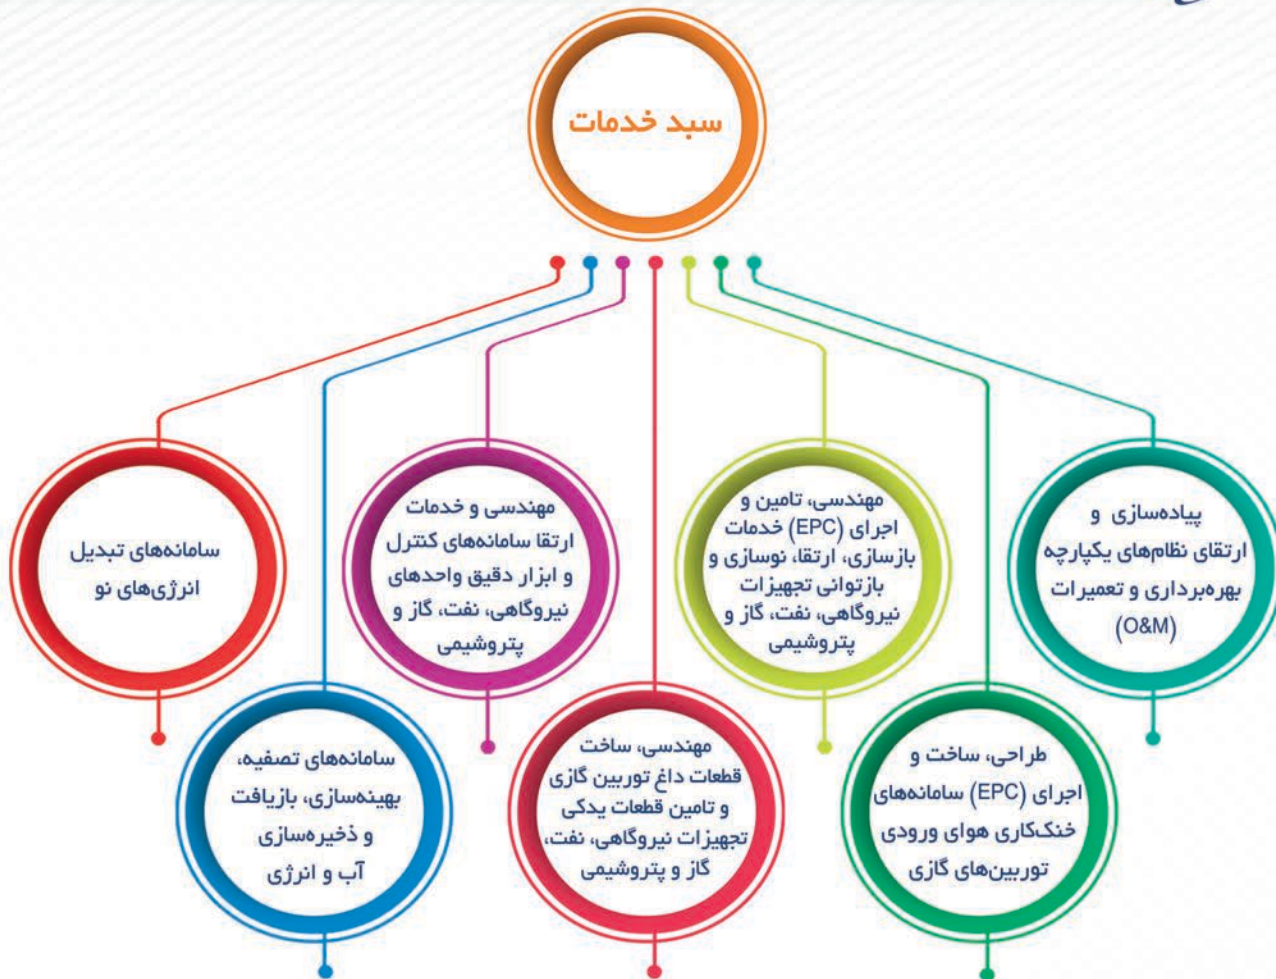 سبد خدمات
پیاده‌سازی و
ارتقای نظام‌های یکپارچه
بهره‌برداری و تعمیرات
(O&M)
مهندسی، تامین و
اجرای (EPC) خدمات
بازسازی، ارتقا، نوسازی و
بازتوانی تجهیزات
نیروگاهی، نفت، گاز و
پتروشیمی
مهندسی و خدمات
ارتقا سامانه‌های کنترل
و ابزار دقیق واحدهای
نیروگاهی، نفت، گاز و
پتروشیمی
سامانه‌های تبدیل
انرژی‌های نو
طراحی، ساخت و
اجرای (EPC) سامانه‌های
خنک‌کاری هوای ورودی
توربین‌های گازی
مهندسی، ساخت
قطعات داغ توربین گازی
و تامین قطعات یدکی
تجهیزات نیروگاهی، نفت،
گاز و پتروشیمی
سامانه‌های تصفیه،
بهینه‌سازی، بازیافت
و ذخیره‌سازی
آب و انرژی